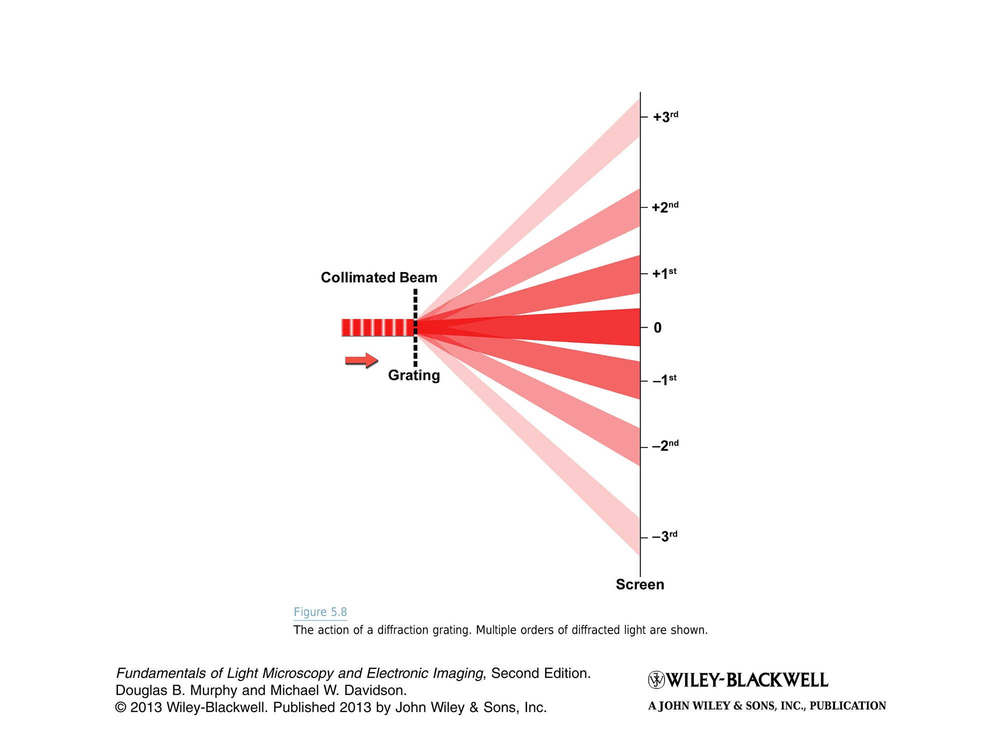 +3rd
+2nd
Collimated Beam
+1st
0
–1st
Grating
–2nd
–3rd
Screen
Figure 5.8
The action of a diffraction grating. Multiple orders of diffracted light are shown.
Fundamentals of Light Microscopy and Electronic Imaging, Second Edition.
Douglas B. Murphy and Michael W. Davidson.
© 2013 Wiley-Blackwell. Published 2013 by John Wiley & Sons, Inc.
WILEY-BLACKWELL
A JOHN WILEY & SONS, INC., PUBLICATION